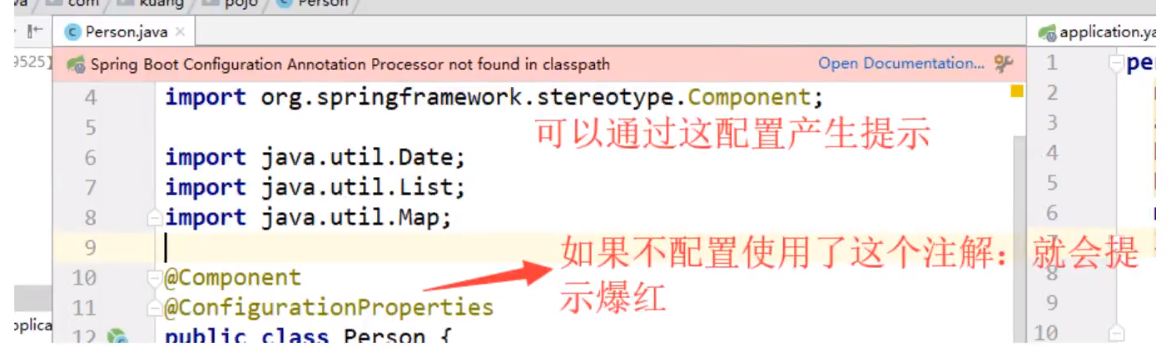 com kuang pojo Person
Person.java
application.ya
9525]
Spring Boot Configuration Annotation Processor not found in classpath Open Documentation...
4 import org.springframework.stereotype.Component;
可以通过这配置产生提示
5
6 import java.util.Date;
7 import java.util.List;
8 import java.util.Map;
9
如果不配置使用了这个注解：就会提
示爆红
10 @Component
11 @ConfigurationProperties
12 public class Person {
pplica
1 pe
2
3
4
5
6
7
8
9
10